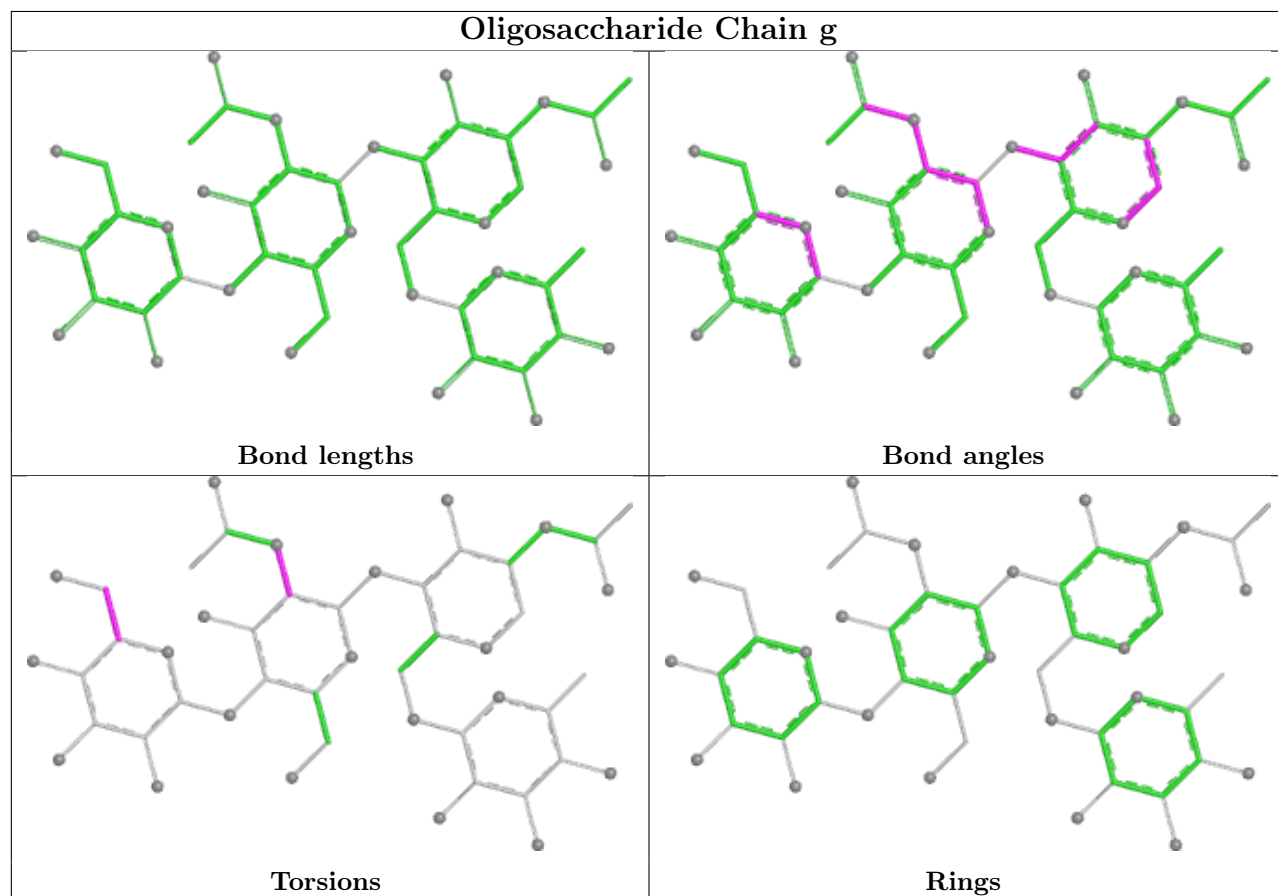 Oligosaccharide Chain g
Bond lengths
Bond angles
Torsions
Rings